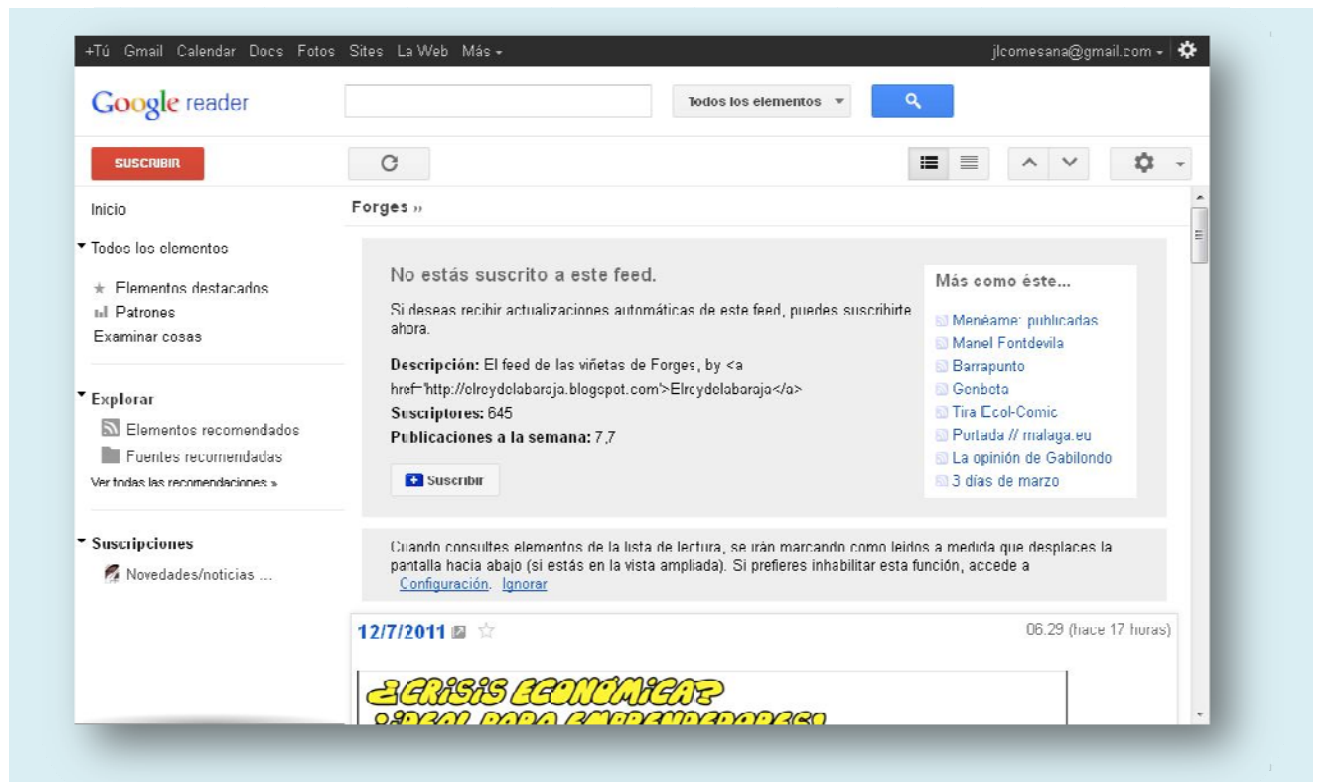 +Tú Gmail Calendar Docs Fotos Sites La Web Más
jlcomesana@gmail.com
Google reader
Todos los elementos
SUSCRIBIR
Inicio
Todos los elementos
Elementos destacados
Patrones
Examinar cosas
Explorar
Elementos recomendados
Fuentes recomendadas
Ver todas las recomendaciones »
Suscripciones
Novedades/noticias ...
Forges »
No estás suscrito a este feed.
Si deseas recibir actualizaciones automáticas de este feed, puedes suscribirte
ahora.
Descripción: El feed de las viñetas de Forges, by <a
href='http://elreydelabaraja.blogspot.com'>Elreydelabaraja</a>
Suscriptores: 645
Publicaciones a la semana: 7,7
Suscribir
Más como éste...
Menéame: publicadas
Manel Fontdevila
Barrapunto
Genbeta
Tira Ecol-Comic
Portada // malaga.eu
La opinión de Gabilondo
3 días de marzo
Cuando consultes elementos de la lista de lectura, se irán marcando como leídos a medida que desplaces la
pantalla hacia abajo (si estás en la vista ampliada). Si prefieres inhabilitar esta función, accede a
Configuración. Ignorar
12/7/2011
06:29 (hace 17 horas)
¿CRISIS ECONÓMICA?
¡IDEAL PARA EMPRENDEDORES!